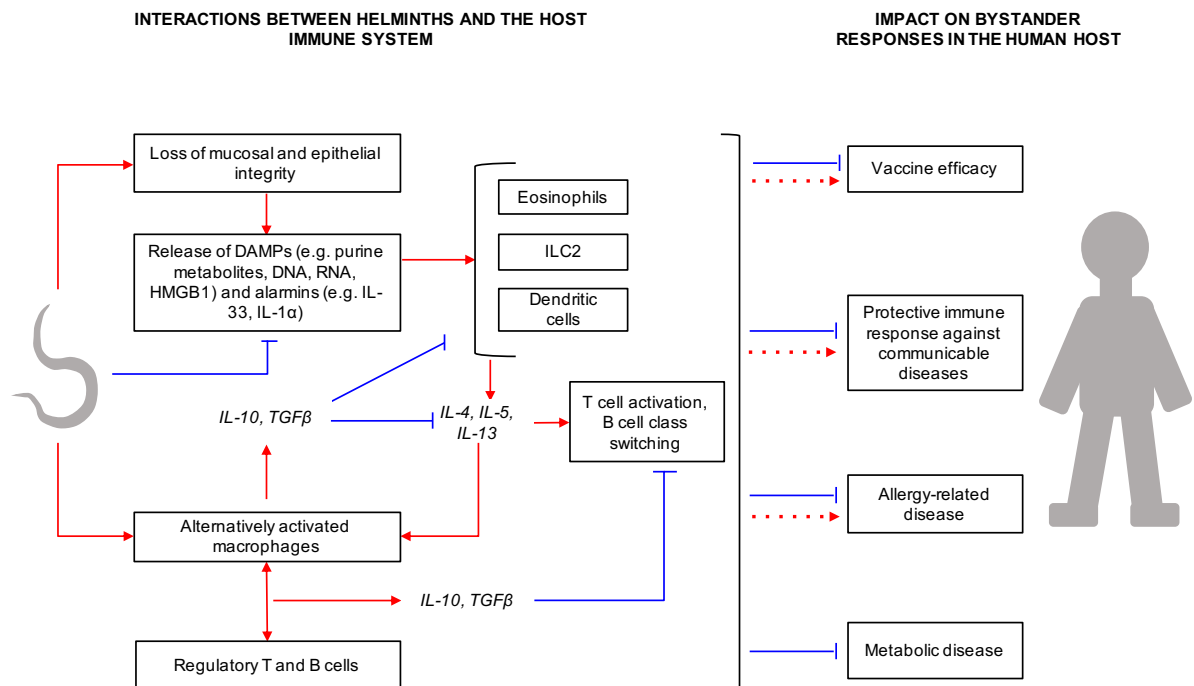 INTERACTIONS BETWEEN HELMINTHS AND THE HOST
IMMUNE SYSTEM
IMPACT ON BYSTANDER
RESPONSES IN THE HUMAN HOST
Loss of mucosal and epithelial
integrity
Release of DAMPs (e.g. purine
metabolites, DNA, RNA,
HMGB1) and alarmins (e.g. IL-
33, IL-1α)
Eosinophils
ILC2
Dendritic
cells
IL-10, TGFβ
IL-4, IL-5,
IL-13
T cell activation,
B cell class
switching
Alternatively activated
macrophages
IL-10, TGFβ
Regulatory T and B cells
Vaccine efficacy
Protective immune
response against
communicable
diseases
Allergy-related
disease
Metabolic disease